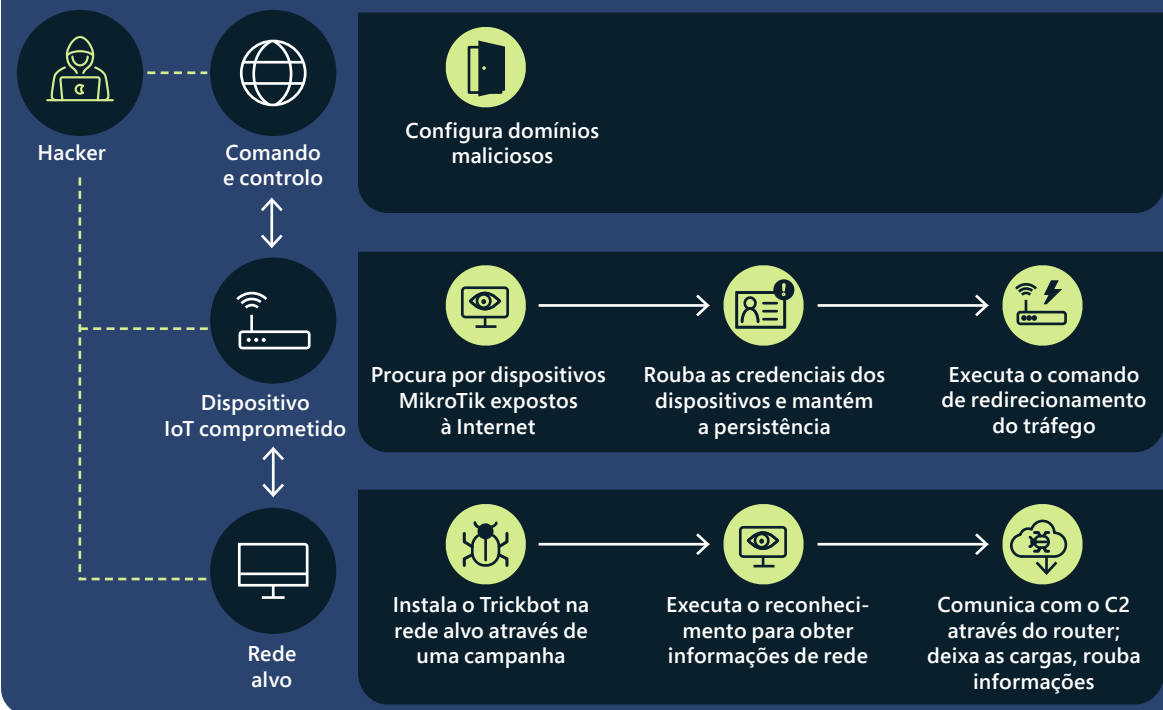 Hacker
Comando
e controlo
Configura domínios
maliciosos
Dispositivo
IoT comprometido
Procura por dispositivos
MikroTik expostos
à Internet
Rouba as credenciais dos
dispositivos e mantém
a persistência
Executa o comando
de redirecionamento
do tráfego
Rede
alvo
Instala o Trickbot na
rede alvo através de
uma campanha
Executa o reconheci-
mento para obter
informações de rede
Comunica com o C2
através do router;
deixa as cargas, rouba
informações